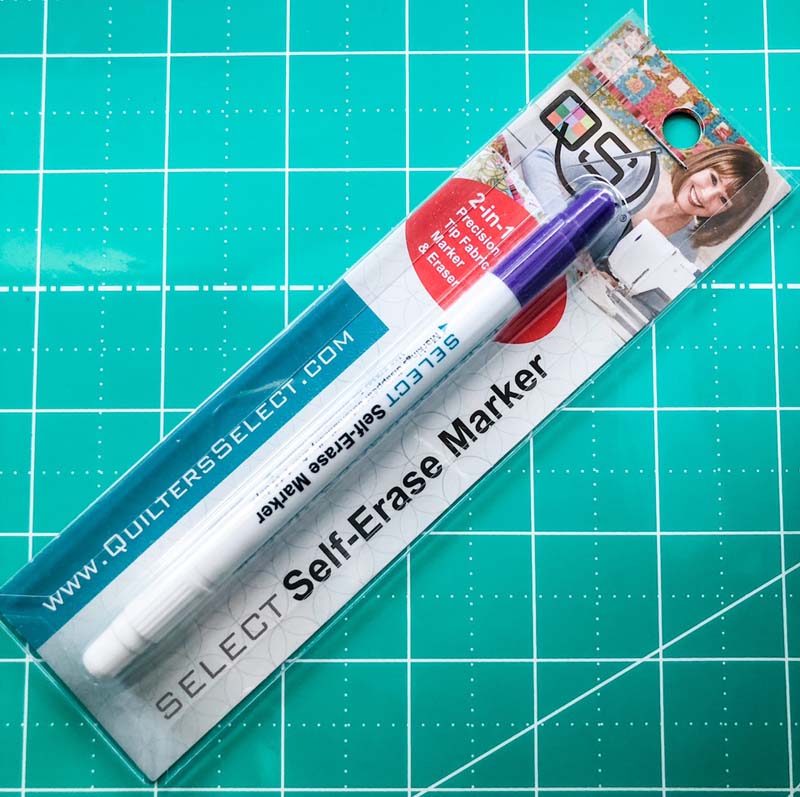 QS
®
2-in-1
Precision
Tip Fabric
Marker
& Eraser
www.QuiltersSelect.com
SELECT Self-Erase Marker
SELECT Self-Erase Marker